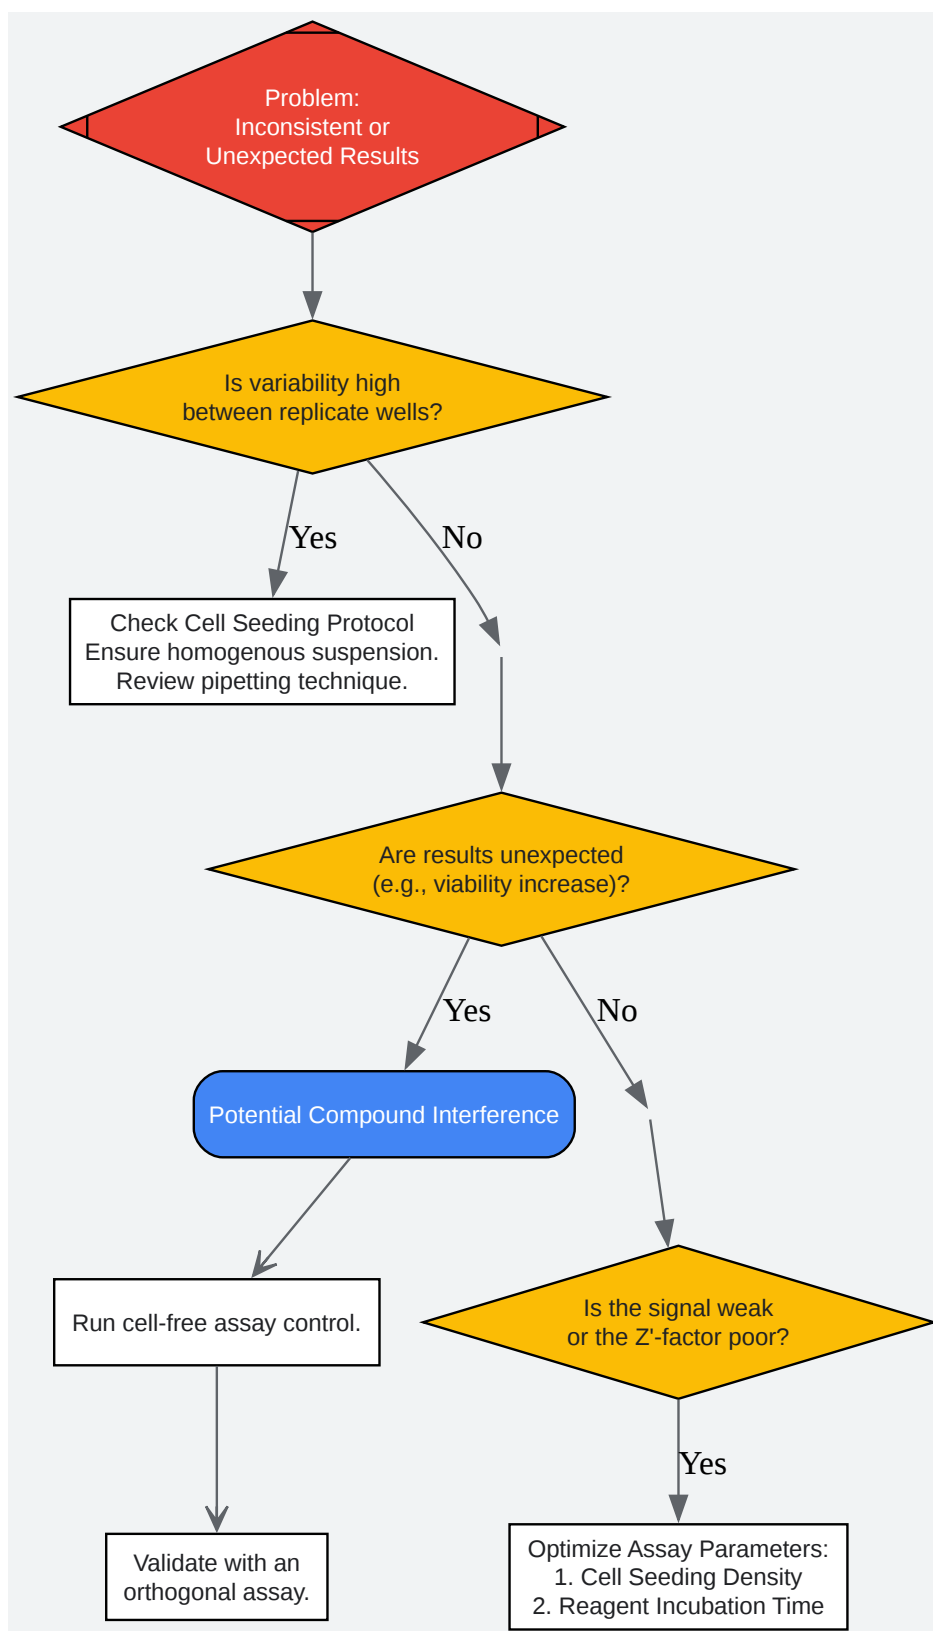 Problem:
Inconsistent or
Unexpected Results
Is variability high
between replicate wells?
Yes
No
Check Cell Seeding Protocol
Ensure homogenous suspension.
Review pipetting technique.
Are results unexpected
(e.g., viability increase)?
Yes
No
Potential Compound Interference
Run cell-free assay control.
Is the signal weak
or the Z'-factor poor?
Yes
Validate with an
orthogonal assay.
Optimize Assay Parameters:
1. Cell Seeding Density
2. Reagent Incubation Time